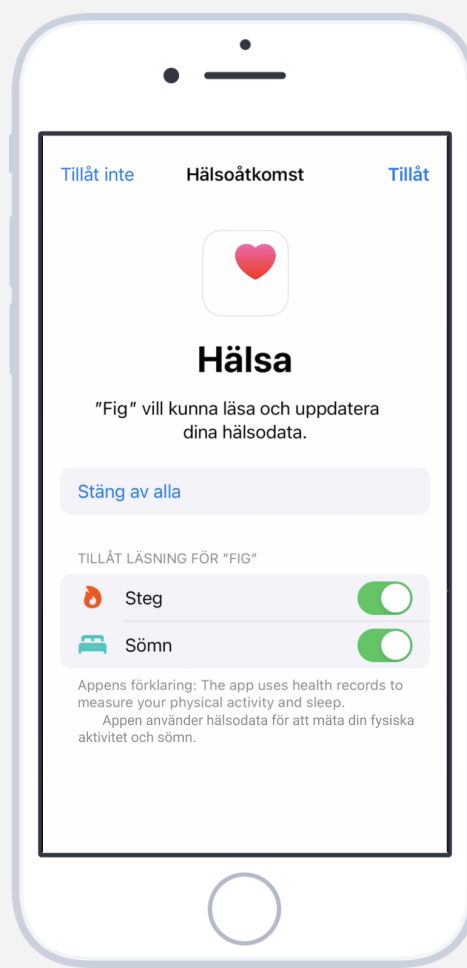 Tillåt inte Hälsoåtkomst Tillåt
Hälsa
"Fig" vill kunna läsa och uppdatera
dina hälsodata.
Stäng av alla
TILLÅT LÄSNING FÖR "FIG"
Steg
Sömn
Appens förklaring: The app uses health records to
measure your physical activity and sleep.
Appen använder hälsodata för att mäta din fysiska
aktivitet och sömn.